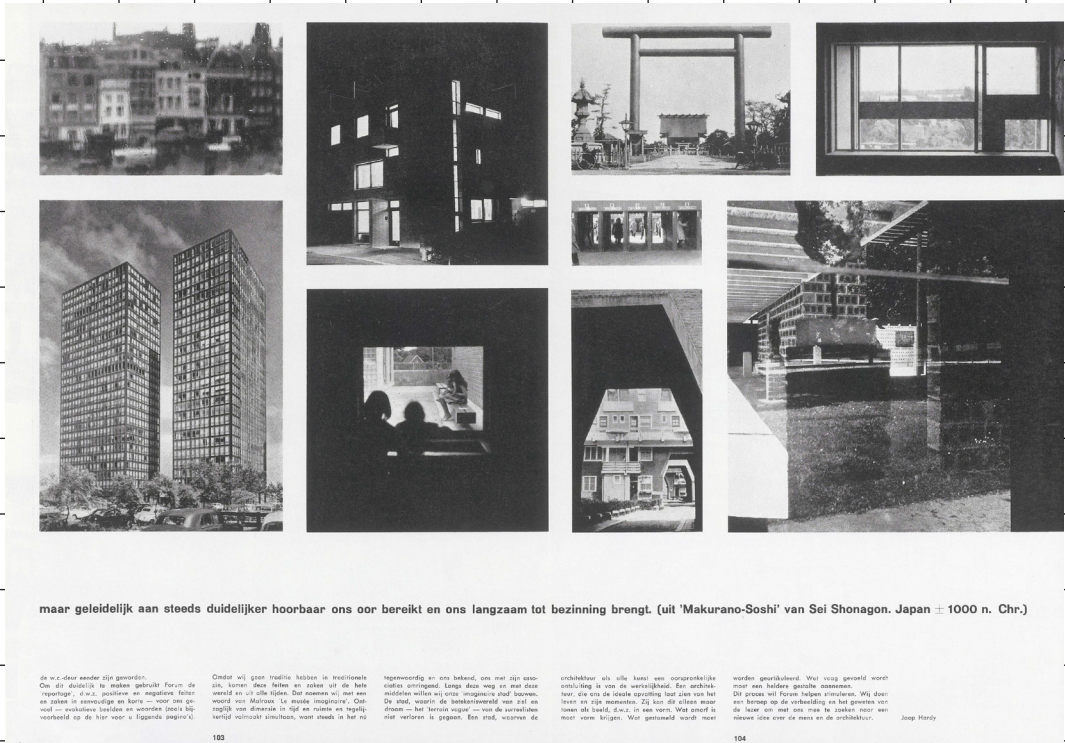 maar geleidelijk aan steeds duidelijker hoorbaar ons oor bereikt en ons langzaam tot bezinning brengt. (uit 'Makurano-Soshi' van Sei Shonagon. Japan ± 1000 n. Chr.)
de w.c.-deur eender zijn geworden.
Om dit duidelijk te maken gebruikt Forum de
'reportage', d.w.z. positieve en negatieve feiten
en zaken in eenvoudige en korte — voor ons ge-
voel — evokatieve beelden en woorden (zoals bij-
voorbeeld op de hier voor u liggende pagina's).
Omdat wij geen traditie hebben in traditionele
zin, komen deze feiten en zaken uit de hele
wereld en uit alle tijden. Dat noemen wij met een
woord van Malraux 'Le musée imaginaire'. Ont-
zaglijk van dimensie in tijd en ruimte en tegelij-
kertijd volmaakt simultaan, want steeds in het nú
tegenwoordig en ons bekend, ons met zijn asso-
ciaties omringend. Langs deze weg en met deze
middelen willen wij onze 'imaginaire stad' bouwen.
De stad, waarin de betekeniswereld van ziel en
droom — het 'terrain vague' — van de surrealisten
niet verloren is gegaan. Een stad, waarvan de
architektuur als alle kunst een oorspronkelijke
ontsluiting is van de werkelijkheid. Een architek-
tuur, die ons de ideale opvatting laat zien van het
leven en zijn momenten. Zij kan dit alleen maar
tonen als beeld, d.w.z. in een vorm. Wat amorf is
moet vorm krijgen. Wat gestameld wordt moet
worden geartikuleerd. Wat vaag gevoeld wordt
moet een heldere gestalte aannemen.
Dit proces wil Forum helpen stimuleren. Wij doen
een beroep op de verbeelding en het geweten van
de lezer om met ons mee te zoeken naar een
nieuwe idee over de mens en de architektuur.
Joop Hardy
103
104